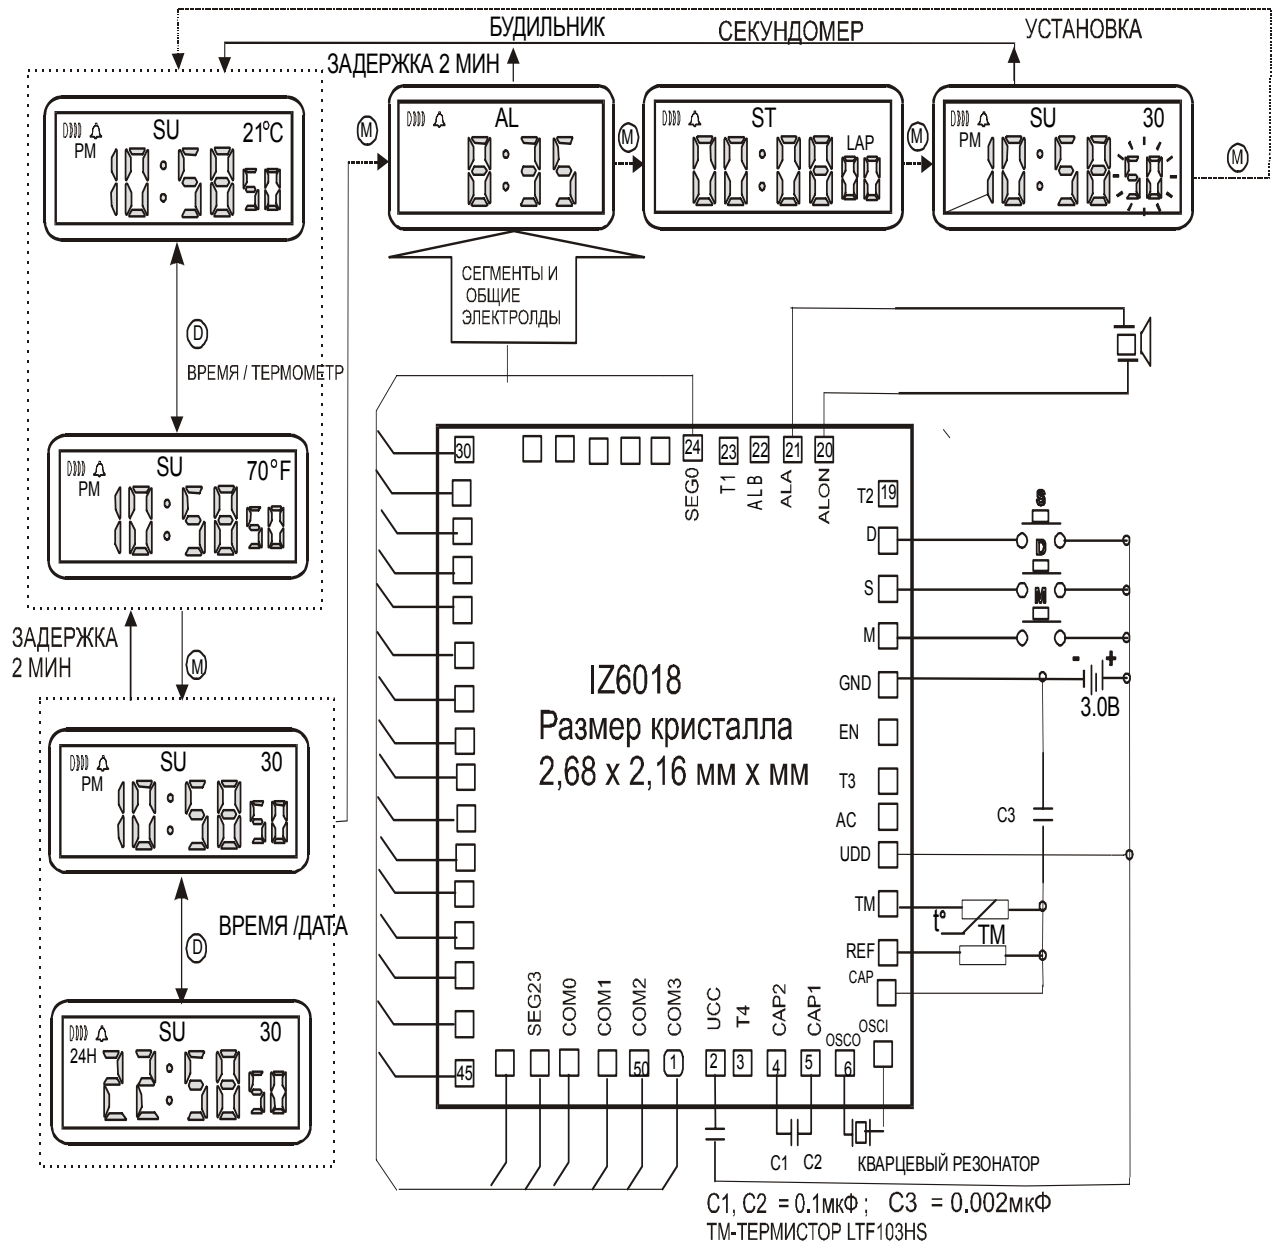 БУДИЛЬНИК
СЕКУНДОМЕР
УСТАНОВКА
ЗАДЕРЖКА 2 МИН
SU
21°C
PM
10:58 50
M
AL
0:35
M
ST
LAP
00:00 00
M
SU
30
PM
10:58 50
M
D
ВРЕМЯ / ТЕРМОМЕТР
СЕГМЕНТЫ И
ОБЩИЕ
ЭЛЕКТРОЛДЫ
SU
70°F
PM
10:58 50
ЗАДЕРЖКА
2 МИН
M
SU
30
PM
10:58 50
D
ВРЕМЯ /ДАТА
SU
30
24H
22:58 50
30
24
23
22
21
20
SEG0
T1
ALB
ALA
ALON
T2
19
D
S
M
GND
EN
T3
AC
UDD
TM
REF
CAP
OSCI
OSCO
S
D
M
-
+
3.0В
C3
t°
TM
IZ6018
Размер кристалла
2,68 x 2,16 мм x мм
SEG23
COM0
COM1
COM2
COM3
UCC
T4
CAP2
CAP1
45
50
1
2
3
4
5
6
C1
C2
КВАРЦЕВЫЙ РЕЗОНАТОР
C1, C2 = 0.1мкФ ; C3 = 0.002мкФ
ТМ-ТЕРМИСТОР LTF103HS